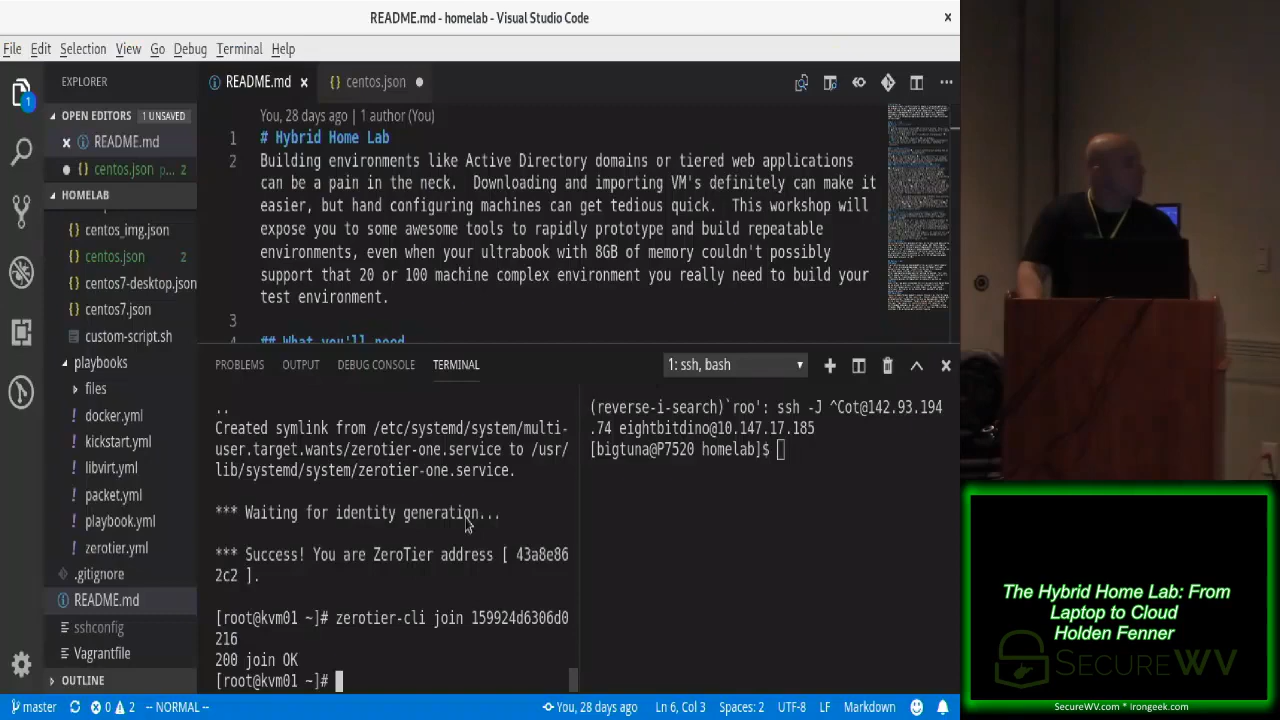 README.md - homelab - Visual Studio Code ×
File Edit Selection View Go Debug Terminal Help
1
EXPLORER
OPEN EDITORS 1 UNSAVED
README.md
centos.json p... 2
HOMELAB
centos_img.json
centos.json 2
centos7-desktop.json
centos7.json
custom-script.sh
playbooks
files
docker.yml
kickstart.yml
libvirt.yml
packet.yml
playbook.yml
zerotier.yml
.gitignore
README.md
sshconfig
Vagrantfile
OUTLINE
README.md × {} centos.json
You, 28 days ago | 1 author (You)
1 # Hybrid Home Lab
2 Building environments like Active Directory domains or tiered web applications
can be a pain in the neck. Downloading and importing VM's definitely can make it
easier, but hand configuring machines can get tedious quick. This workshop will
expose you to some awesome tools to rapidly prototype and build repeatable
environments, even when your ultrabook with 8GB of memory couldn't possibly
support that 20 or 100 machine complex environment you really need to build your
test environment.
3
4 ## What you'll need
PROBLEMS OUTPUT DEBUG CONSOLE TERMINAL 1: ssh, bash
..
Created symlink from /etc/systemd/system/multi-
user.target.wants/zerotier-one.service to /usr/
lib/systemd/system/zerotier-one.service.
*** Waiting for identity generation...
*** Success! You are ZeroTier address [ 43a8e86
2c2 ].
[root@kvm01 ~]# zerotier-cli join 159924d6306d0
216
200 join OK
[root@kvm01 ~]#
(reverse-i-search)`roo': ssh -J ^Cot@142.93.194
.74 eightbitdino@10.147.17.185
[bigtuna@P7520 homelab]$
master 0 2 -- NORMAL -- You, 28 days ago Ln 6, Col 3 Spaces: 2 UTF-8 LF Markdown
The Hybrid Home Lab: From
Laptop to Cloud
Holden Fenner
SECUREWV
SecureWV.com * Irongeek.com